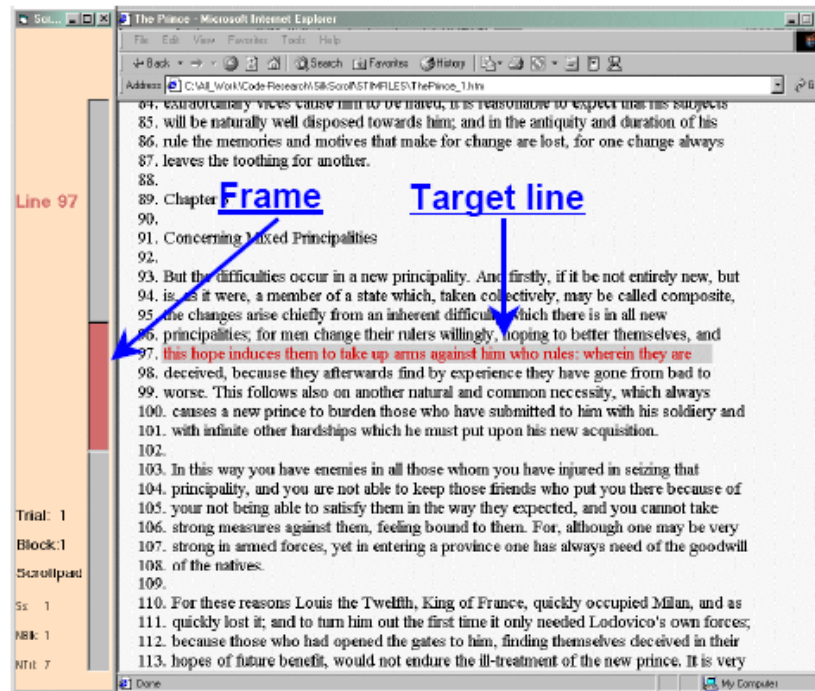 Scr...
The Prince - Microsoft Internet Explorer
File Edit View Favorites Tools Help
Back Search Favorites History
Address C:\All_Work\Code-Research\SilkScroll\STIMFILES\ThePrince_1.htm
84. extraordinary vices cause him to be hated, it is reasonable to expect that his subjects
85. will be naturally well disposed towards him; and in the antiquity and duration of his
86. rule the memories and motives that make for change are lost, for one change always
87. leaves the toothing for another.
88.
Line 97
89. Chapter
Frame
Target line
90.
91. Concerning Mixed Principalities
92.
93. But the difficulties occur in a new principality. And firstly, if it be not entirely new, but
94. is, as it were, a member of a state which, taken collectively, may be called composite,
95. the changes arise chiefly from an inherent difficulty which there is in all new
96. principalities; for men change their rulers willingly, hoping to better themselves, and
97. this hope induces them to take up arms against him who rules: wherein they are
98. deceived, because they afterwards find by experience they have gone from bad to
99. worse. This follows also on another natural and common necessity, which always
100. causes a new prince to burden those who have submitted to him with his soldiery and
101. with infinite other hardships which he must put upon his new acquisition.
102.
103. In this way you have enemies in all those whom you have injured in seizing that
104. principality, and you are not able to keep those friends who put you there because of
105. your not being able to satisfy them in the way they expected, and you cannot take
106. strong measures against them, feeling bound to them. For, although one may be very
107. strong in armed forces, yet in entering a province one has always need of the goodwill
108. of the natives.
109.
110. For these reasons Louis the Twelfth, King of France, quickly occupied Milan, and as
111. quickly lost it; and to turn him out the first time it only needed Lodovico's own forces;
112. because those who had opened the gates to him, finding themselves deceived in their
113. hopes of future benefit, would not endure the ill-treatment of the new prince. It is very
Trial: 1
Block:1
Scrollpad
Ss: 1
NBlk: 1
NTrl: 7
Done
My Computer